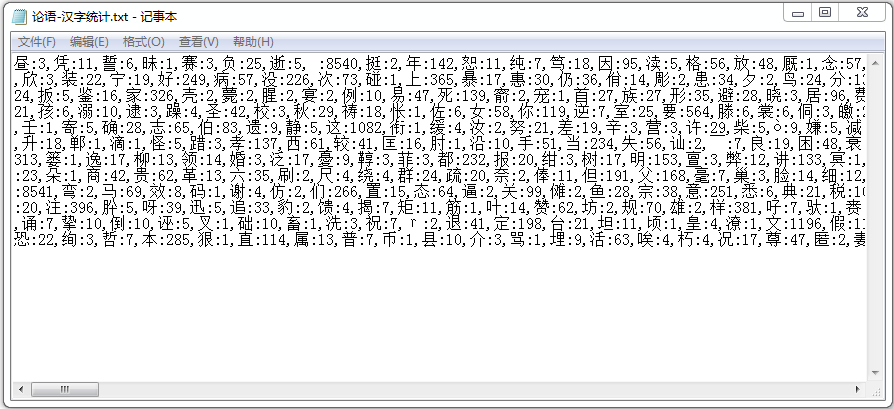 论语-汉字统计.txt - 记事本
文件(F) 编辑(E) 格式(O) 查看(V) 帮助(H)
昼:3,凭:11,誓:6,昧:1,赛:3,负:25,逝:5, :8540,挺:2,年:142,恕:11,纯:7,笃:18,因:95,渎:5,格:56,放:48,厩:1,念:57,
,欣:3,装:22,宁:19,好:249,病:57,没:226,次:73,碰:1,上:365,暴:17,惠:30,仍:36,佾:14,彫:2,患:34,夕:2,鸟:24,分:1
24,扳:5,鉴:16,家:326,壳:2,薨:2,腥:2,宴:2,例:10,易:47,死:139,箭:2,宠:1,首:27,族:27,形:35,避:28,晓:3,居:96,费
21,孩:6,溺:10,逮:3,躁:4,圣:42,校:3,秋:29,祷:18,怅:1,佐:6,女:58,你:119,逆:7,室:25,要:564,滕:6,裳:6,侗:3,皦:2
,壬:1,寄:5,确:28,志:65,伯:83,遗:9,静:5,这:1082,衔:1,缓:4,汝:2,努:21,差:19,辛:3,营:3,许:29,柴:5,ò:9,嫌:5,减
,升:18,郸:1,滴:1,怪:5,踖:3,孝:137,西:61,较:41,匡:16,肘:1,沿:10,手:51,当:234,失:56,讪:2, :7,良:19,困:48,衰
313,篓:1,逸:17,柳:13,领:14,婚:3,泛:17,憂:9,鞟:3,菲:3,都:232,报:20,绀:3,树:17,明:153,亶:3,弊:12,讲:133,冥:1
:23,朵:1,商:42,贵:62,革:13,六:35,刷:2,尺:4,绕:4,群:24,疏:20,奈:2,俸:11,但:191,父:168,毫:7,巢:3,脸:14,细:12
:8541,弯:2,马:69,效:8,码:1,谢:4,仿:2,们:266,置:15,态:64,逼:2,关:99,傩:2,鱼:28,宗:38,意:251,悉:6,典:21,税:1
:20,注:396,肸:5,呀:39,迅:5,追:33,豹:2,馈:4,揭:7,矩:11,筋:1,叶:14,赞:62,坊:2,规:70,雄:2,样:381,吇:7,驮:1,赉
,诵:7,挚:10,倒:10,诬:5,叉:1,础:10,畜:1,洗:3,祝:7,r:2,退:41,定:198,台:21,坦:11,顷:1,皇:4,潦:1,文:1196,假:1
恐:22,绚:3,哲:7,本:285,狠:1,直:114,属:13,普:7,币:1,县:10,介:3,骂:1,埋:9,活:63,唉:4,朽:4,况:17,尊:47,匿:2,妻